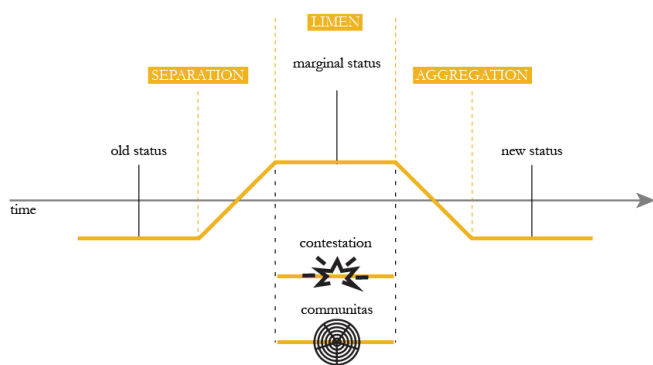 LIMEN
marginal status
SEPARATION
AGGREGATION
old status
new status
time
contestation
communitas